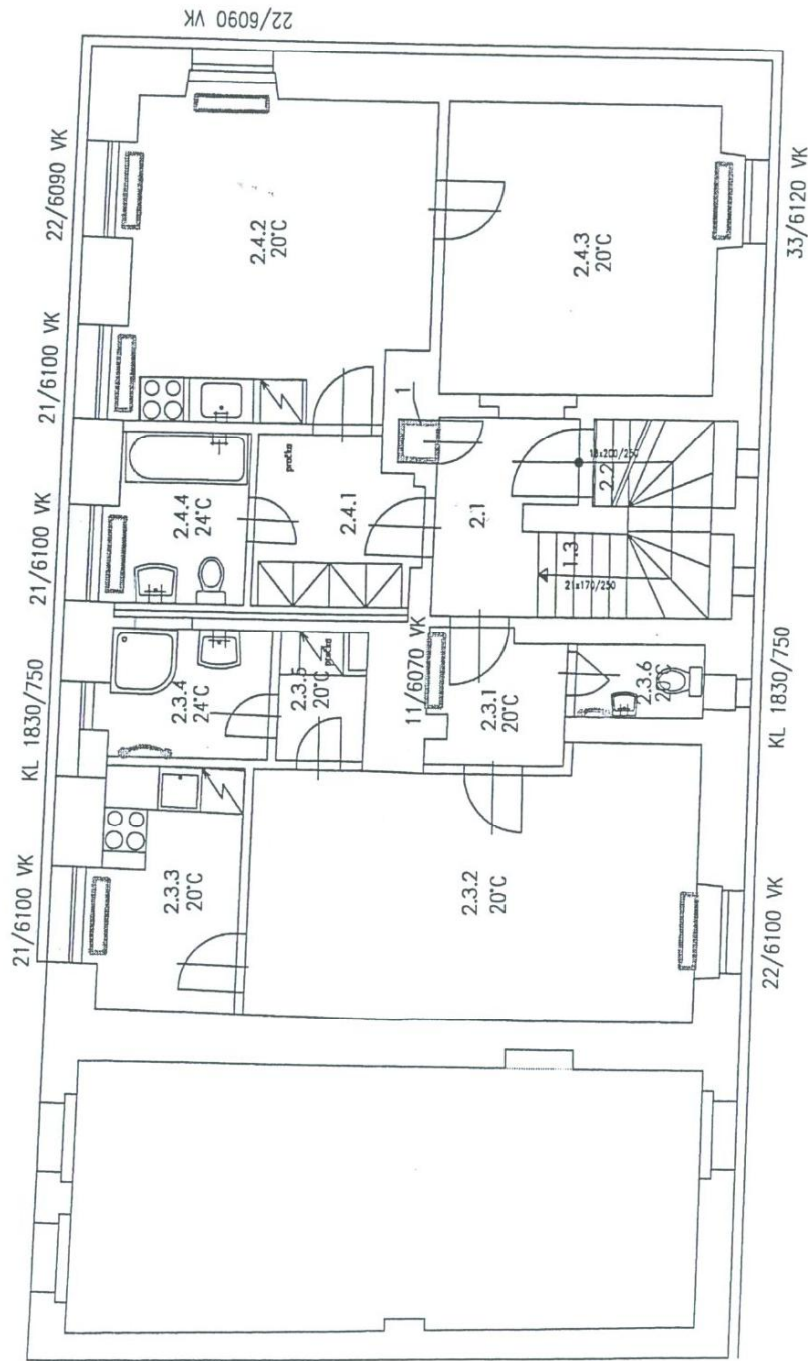 22/6090 VK
22/6090 VK
21/6100 VK
21/6100 VK
KL 1830/750
21/6100 VK
2.4.2
20°C
2.4.3
20°C
33/6120 VK
pračka
2.4.4
24°C
2.4.1
1
2.1
18x200/250
2.2
1.3
21x170/250
2.3.4
24°C
2.3.5
20°C
pračka
11/6070 VK
2.3.1
20°C
2.3.6
20°C
KL 1830/750
2.3.3
20°C
2.3.2
20°C
22/6100 VK